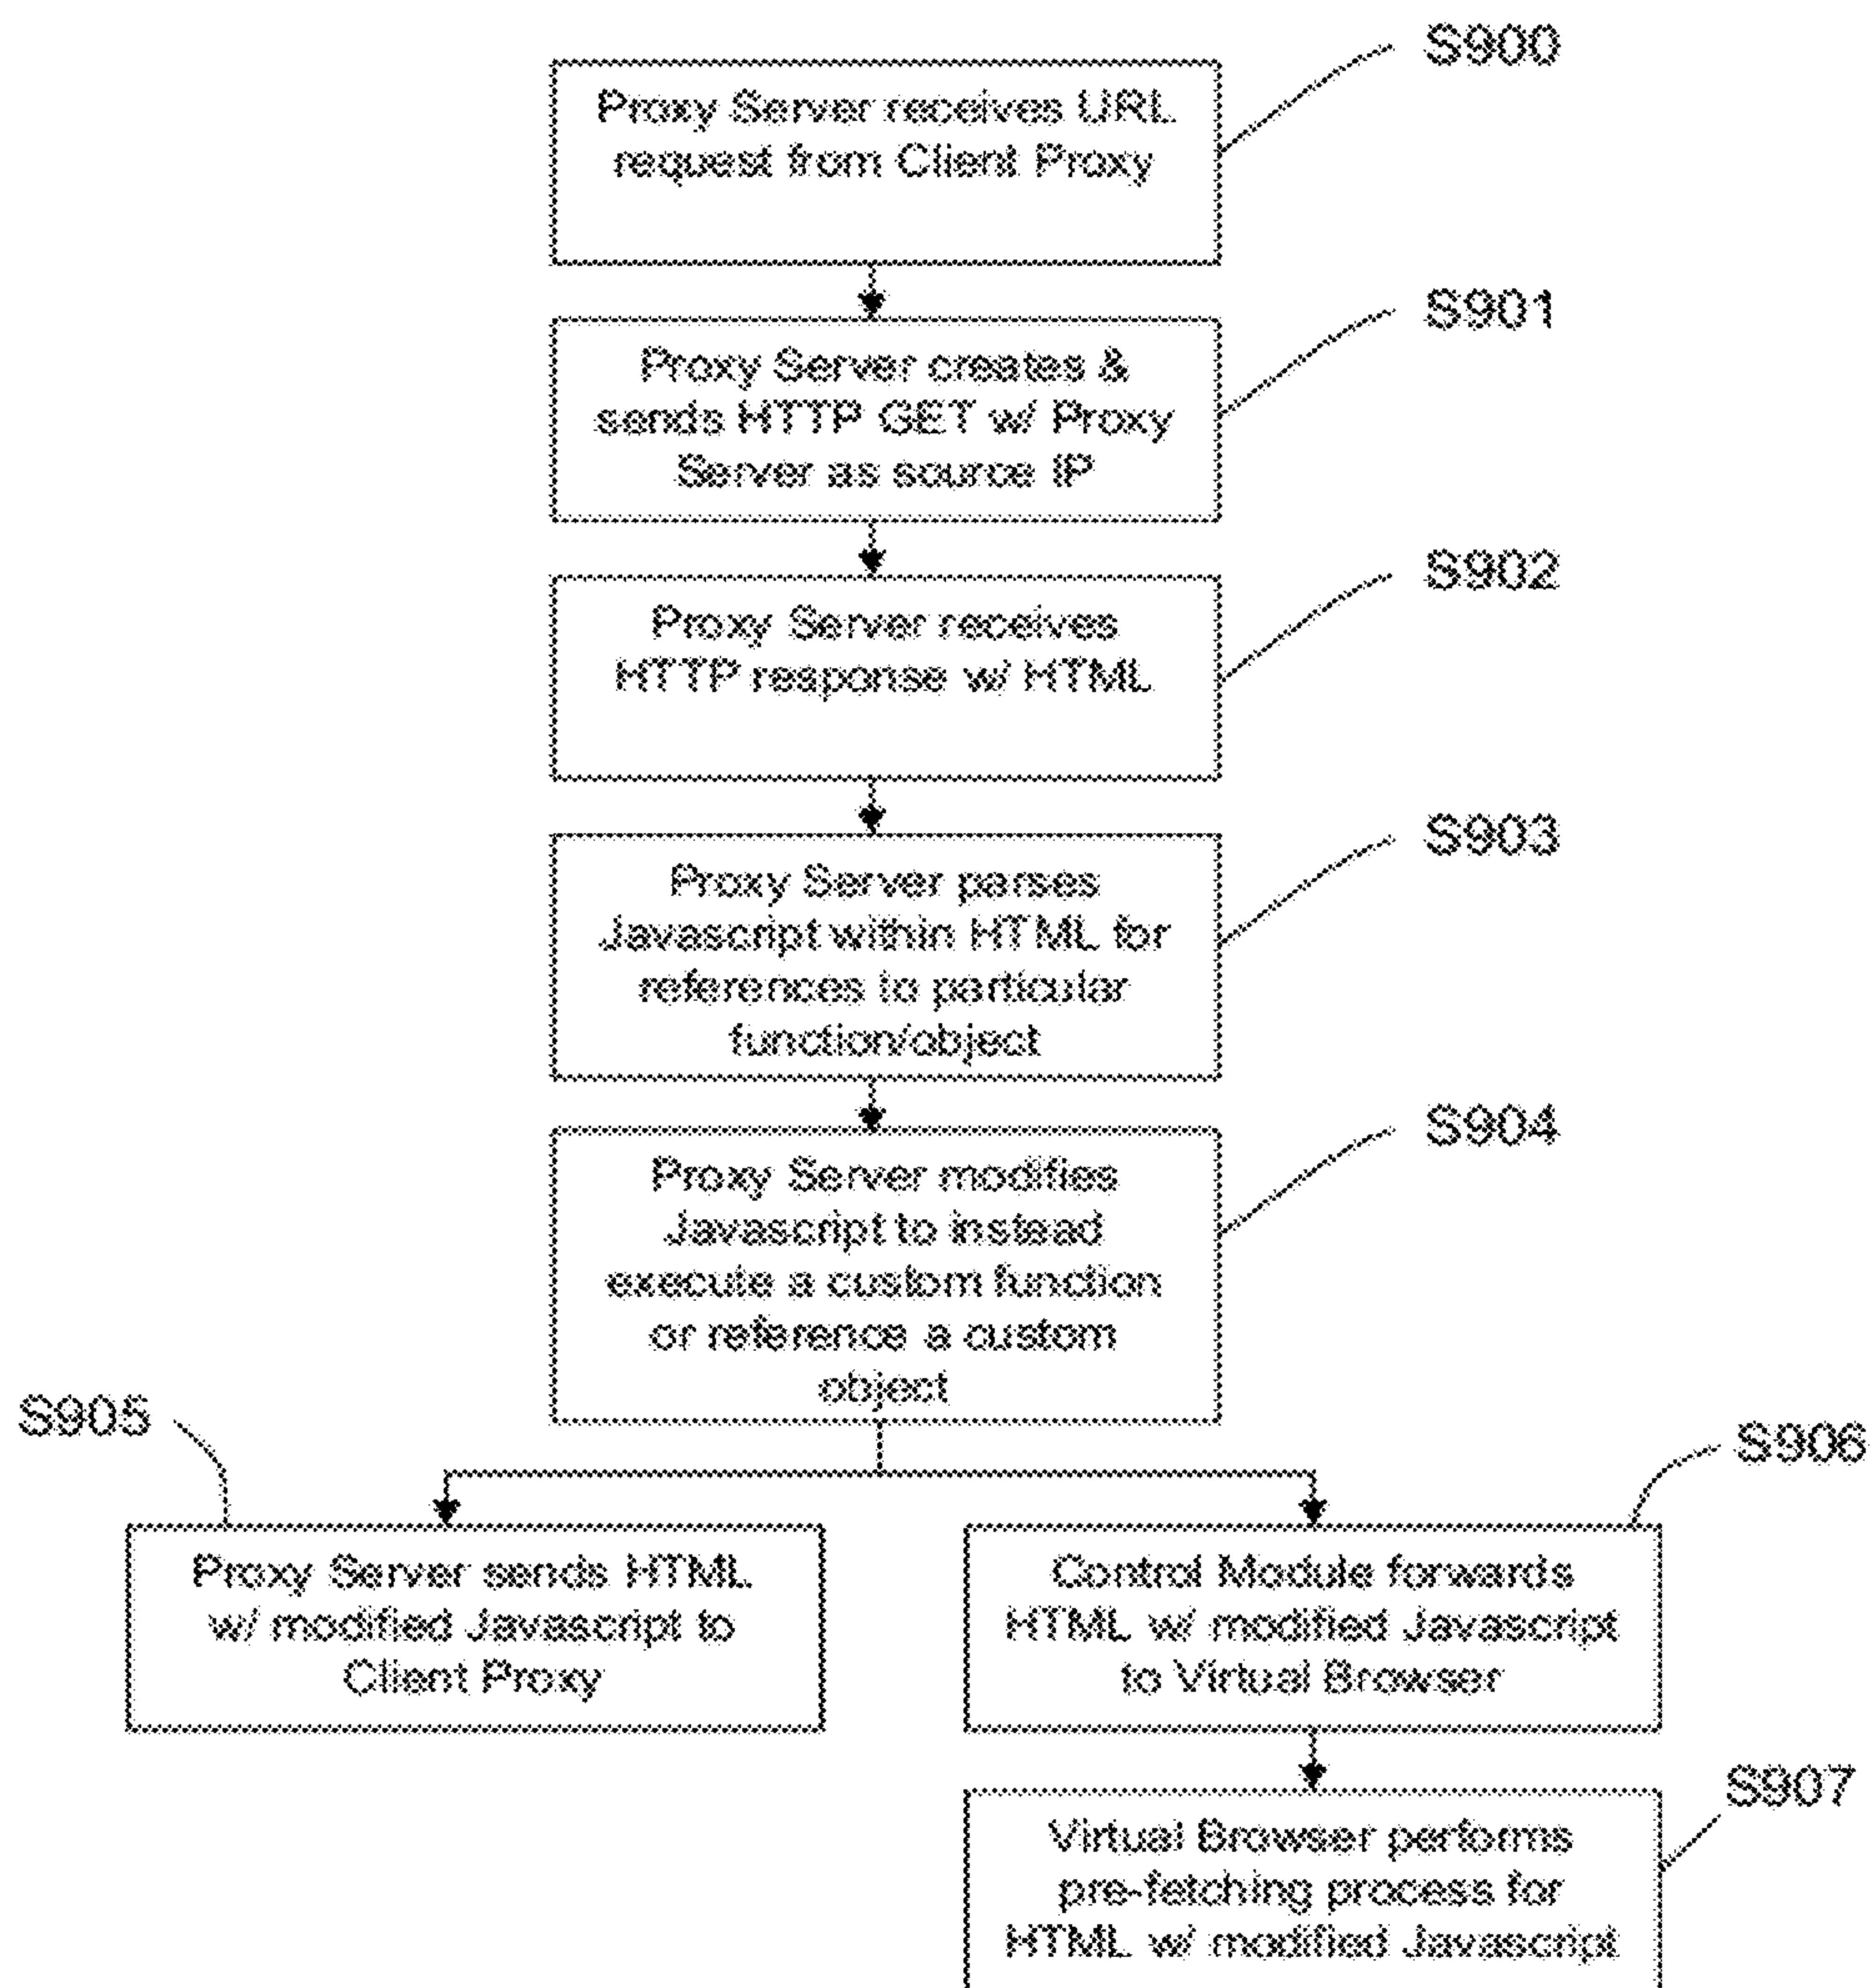 S900
Proxy Server receives URL
request from Client Proxy
S901
Proxy Server creates &
sends HTTP GET w/ Proxy
Server as source IP
S902
Proxy Server receives
HTTP response w/ HTML
S903
Proxy Server parses
Javascript within HTML for
references to particular
function/object
S904
Proxy Server modifies
Javascript to instead
execute a custom function
or reference a custom
object
S905
Proxy Server sends HTML
w/ modified Javascript to
Client Proxy
S906
Control Module forwards
HTML w/ modified Javascript
to Virtual Browser
S907
Virtual Browser performs
pre-fetching process for
HTML w/ modified Javascript